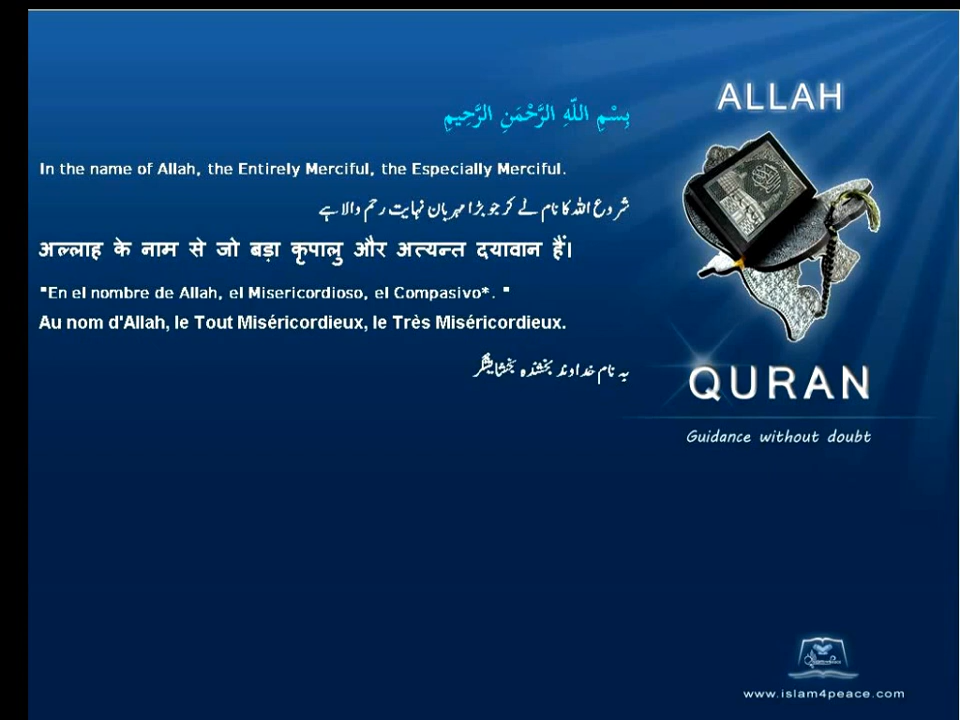 بِسْمِ اللّهِ الرَّحْمَنِ الرَّحِيمِ
In the name of Allah, the Entirely Merciful, the Especially Merciful.
شروع الله کا نام لے کر جو بڑا مہربان نہایت رحم والا ہے
अल्लाह के नाम से जो बड़ा कृपालु और अत्यन्त दयावान हैं।
"En el nombre de Allah, el Misericordioso, el Compasivo*. "
Au nom d'Allah, le Tout Miséricordieux, le Très Miséricordieux.
به نام خداوند بخشنده بخشایشگر
ALLAH
QURAN
Guidance without doubt
www.islam4peace.com